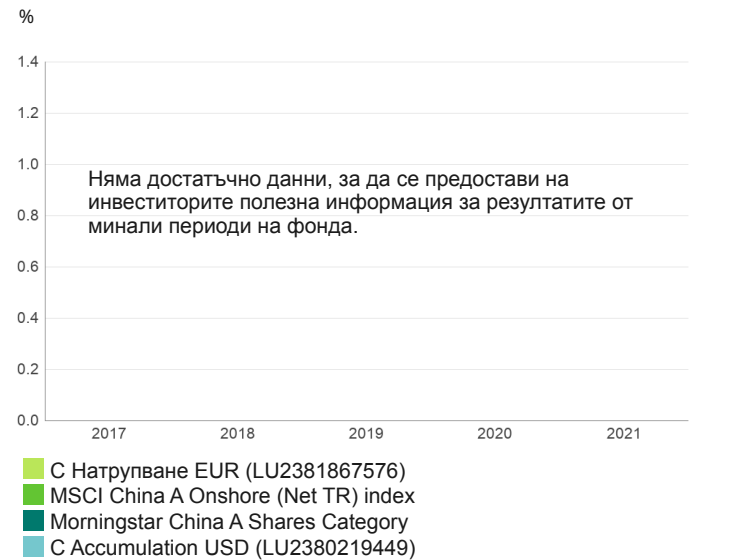 %
1.4
1.2
1.0
Няма достатъчно данни, за да се предостави на
инвеститорите полезна информация за резултатите от
0.8
минали периоди на фонда.
0.6
0.4
0.2
0.0
2017 2018 2019 2020 2021
С Натрупване EUR (LU2381867576)
MSCI China A Onshore (Net TR) index
Morningstar China A Shares Category
C Accumulation USD (LU2380219449)